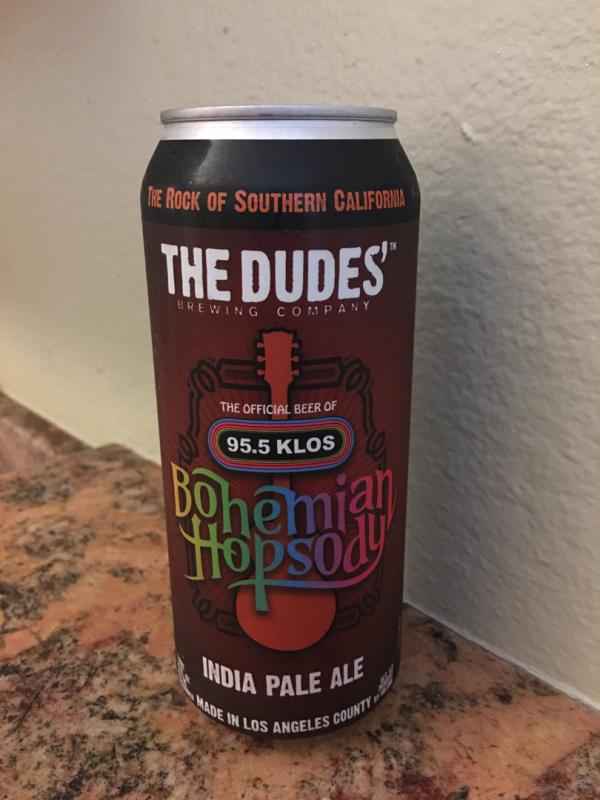 THE ROCK OF SOUTHERN CALIFORNIA
THE DUDES'™
BREWING COMPANY
THE OFFICIAL BEER OF
95.5 KLOS
Bohemian
Hopsody
INDIA PALE ALE
MADE IN LOS ANGELES COUNTY